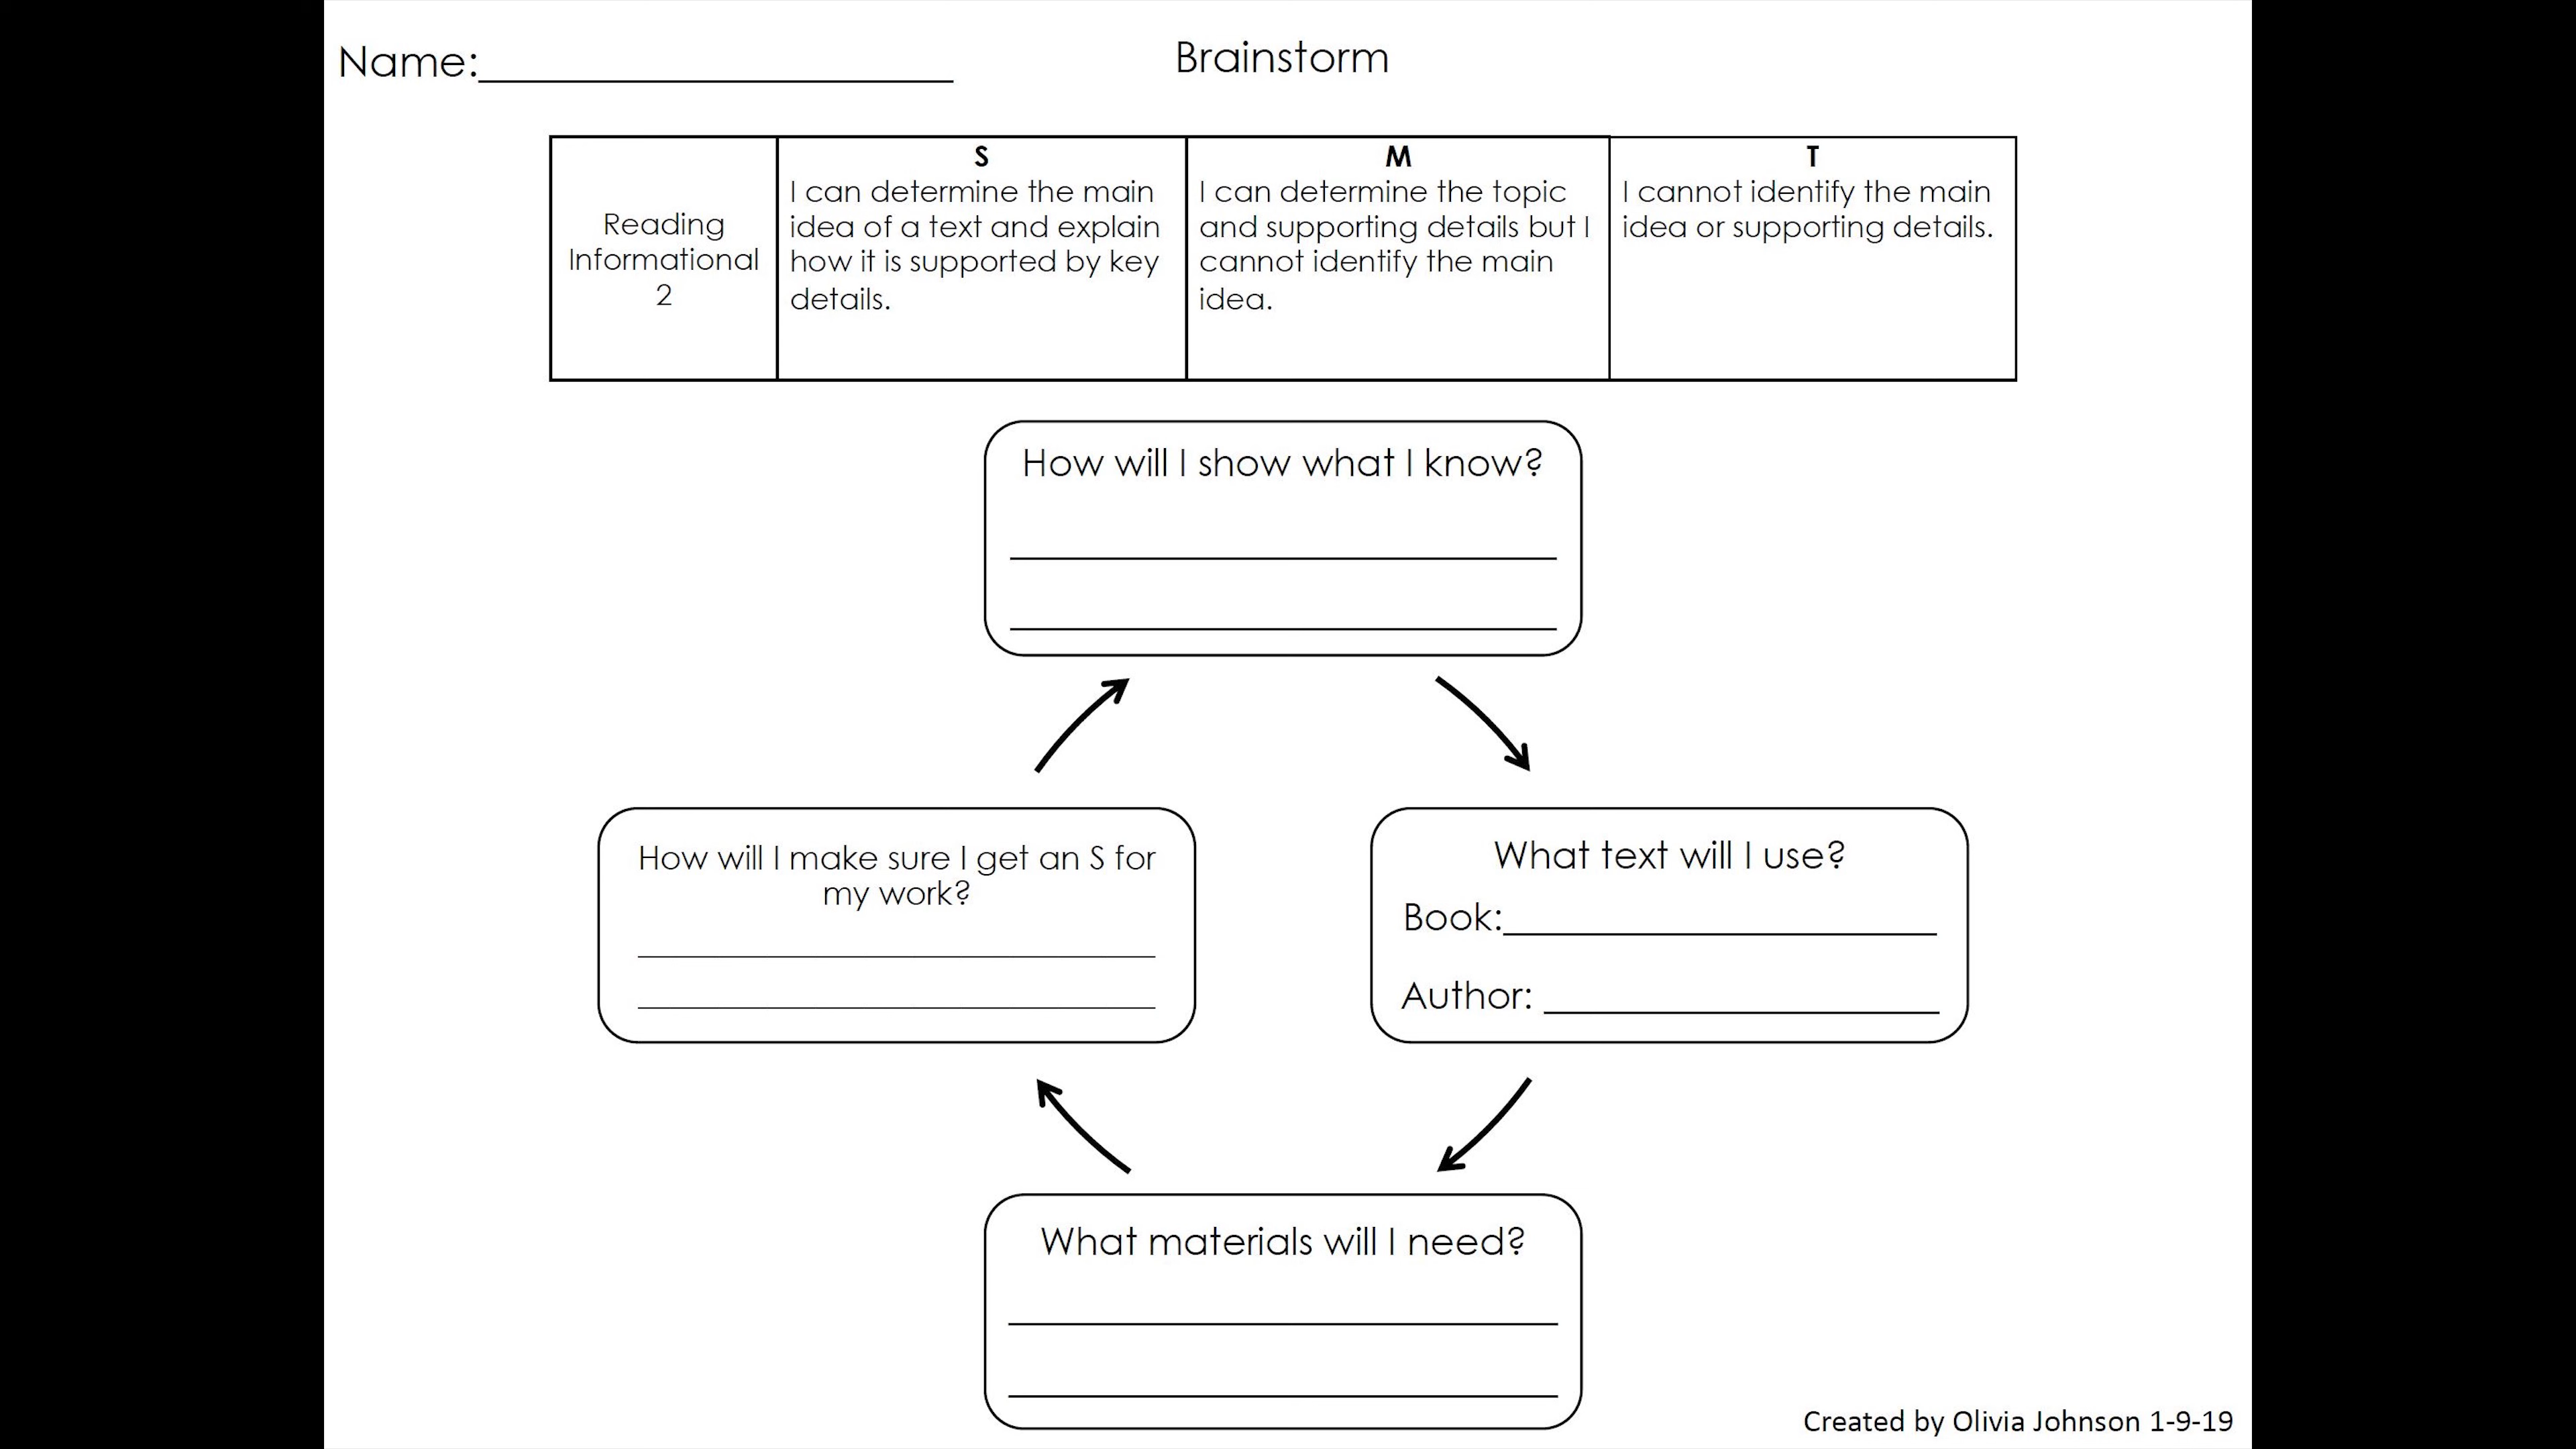 Name:
Brainstorm
Reading
Informational
2
S
I can determine the main
idea of a text and explain
how it is supported by key
details.
M
I can determine the topic
and supporting details but I
cannot identify the main
idea.
T
I cannot identify the main
idea or supporting details.
How will I show what I know?
How will I make sure I get an S for
my work?
What text will I use?
Book:
Author:
What materials will I need?
Created by Olivia Johnson 1-9-19